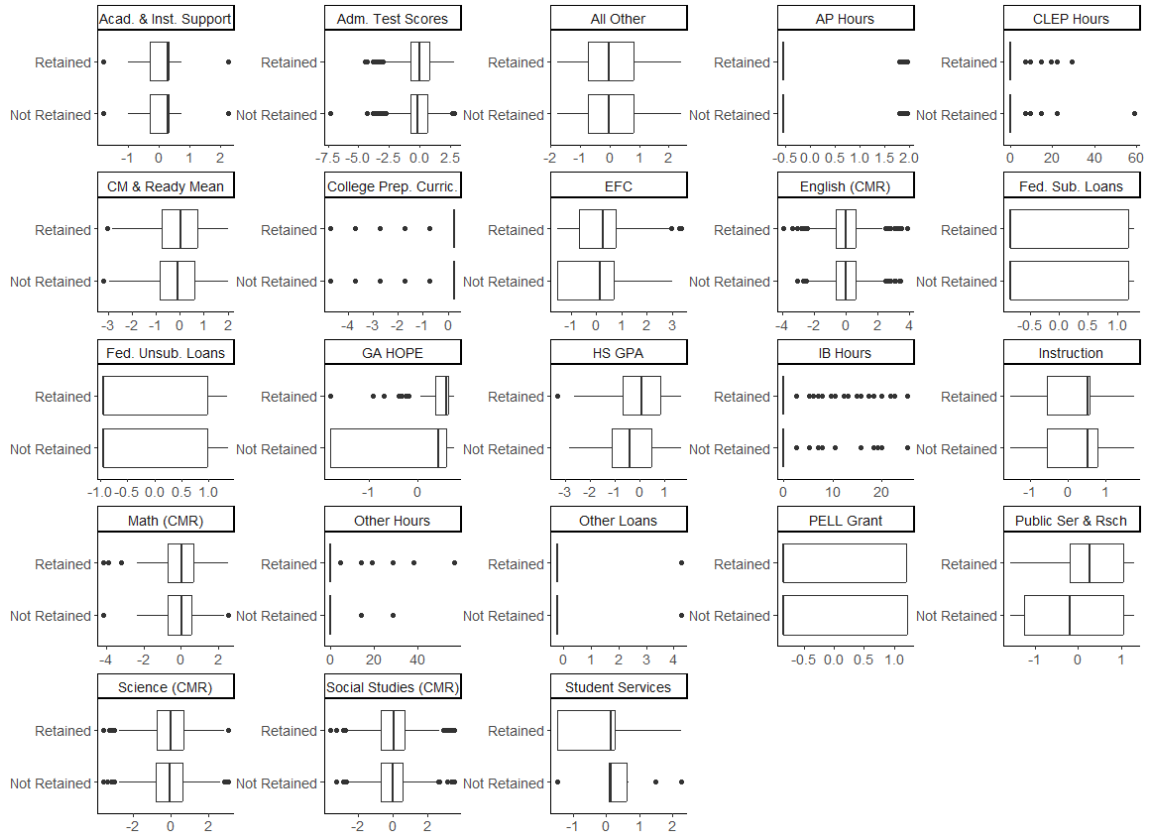 Acad. & Inst. Support
Adm. Test Scores
All Other
AP Hours
CLEP Hours
Retained Retained Retained Retained Retained
Not Retained Not Retained Not Retained Not Retained Not Retained
-1 0 1 2
-7.5 -5.0 -2.5 0.0 2.5
-2 -1 0 1 2
-0.5 0.0 0.5 1.0 1.5 2.0
0 20 40 60
CM & Ready Mean
College Prep. Curric.
EFC
English (CMR)
Fed. Sub. Loans
Retained Retained Retained Retained Retained
Not Retained Not Retained Not Retained Not Retained Not Retained
-3 -2 -1 0 1 2
-4 -3 -2 -1 0
-1 0 1 2 3
-4 -2 0 2 4
-0.5 0.0 0.5 1.0
Fed. Unsub. Loans
GA HOPE
HS GPA
IB Hours
Instruction
Retained Retained Retained Retained Retained
Not Retained Not Retained Not Retained Not Retained Not Retained
-1.0 -0.5 0.0 0.5 1.0
-1 0
-3 -2 -1 0 1
0 10 20
-1 0 1
Math (CMR)
Other Hours
Other Loans
PELL Grant
Public Ser & Rsch
Retained Retained Retained Retained Retained
Not Retained Not Retained Not Retained Not Retained Not Retained
-4 -2 0 2
0 20 40
0 1 2 3 4
-0.5 0.0 0.5 1.0
-1 0 1
Science (CMR)
Social Studies (CMR)
Student Services
Retained Retained Retained
Not Retained Not Retained Not Retained
-2 0 2
-2 0 2
-1 0 1 2